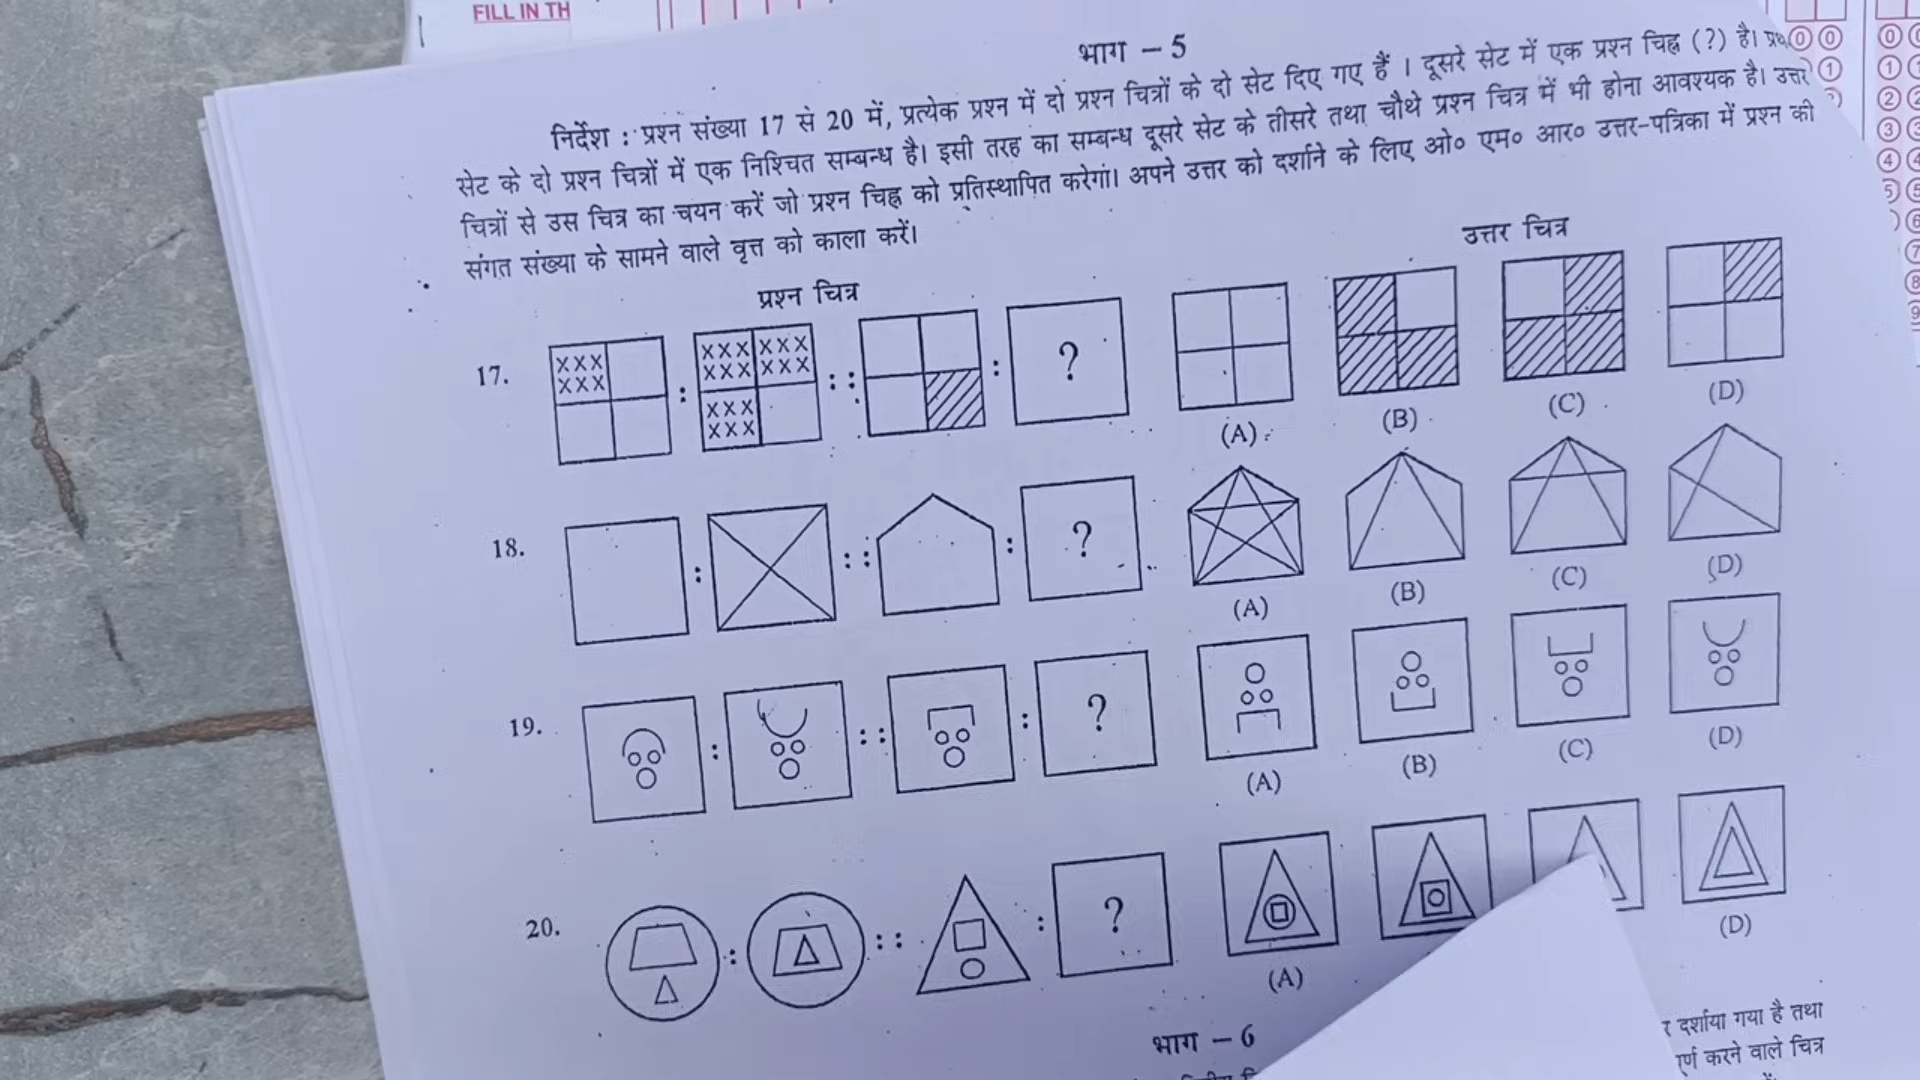 FILL IN TH
भाग – 5
निर्देश : प्रश्न संख्या 17 से 20 में, प्रत्येक प्रश्न में दो प्रश्न चित्रों के दो सेट दिए गए हैं । दूसरे सेट में एक प्रश्न चिह्न (?) है।
सेट के दो प्रश्न चित्रों में एक निश्चित सम्बन्ध है। इसी तरह का सम्बन्ध दूसरे सेट के तीसरे तथा चौथे प्रश्न चित्र में भी होना आवश्यक है। उत्तर
चित्रों से उस चित्र का चयन करें जो प्रश्न चिह्न को प्रतिस्थापित करेगा। अपने उत्तर को दर्शाने के लिए ओ० एम० आर० उत्तर-पत्रिका में प्रश्न की
संगत संख्या के सामने वाले वृत्त को काला करें।
प्रश्न चित्र
उत्तर चित्र
17.
XXX
XXX
:
XXX XXX
XXX XXX
XXX
XXX
: :
:
?
(A)
(B)
(C)
(D)
18.
:
: :
:
?
(A)
(B)
(C)
(D)
19.
:
: :
:
?
(A)
(B)
(C)
(D)
20.
:
: :
:
?
(A)
(D)
भाग – 6
दर्शाया गया है तथा
करने वाले चित्र